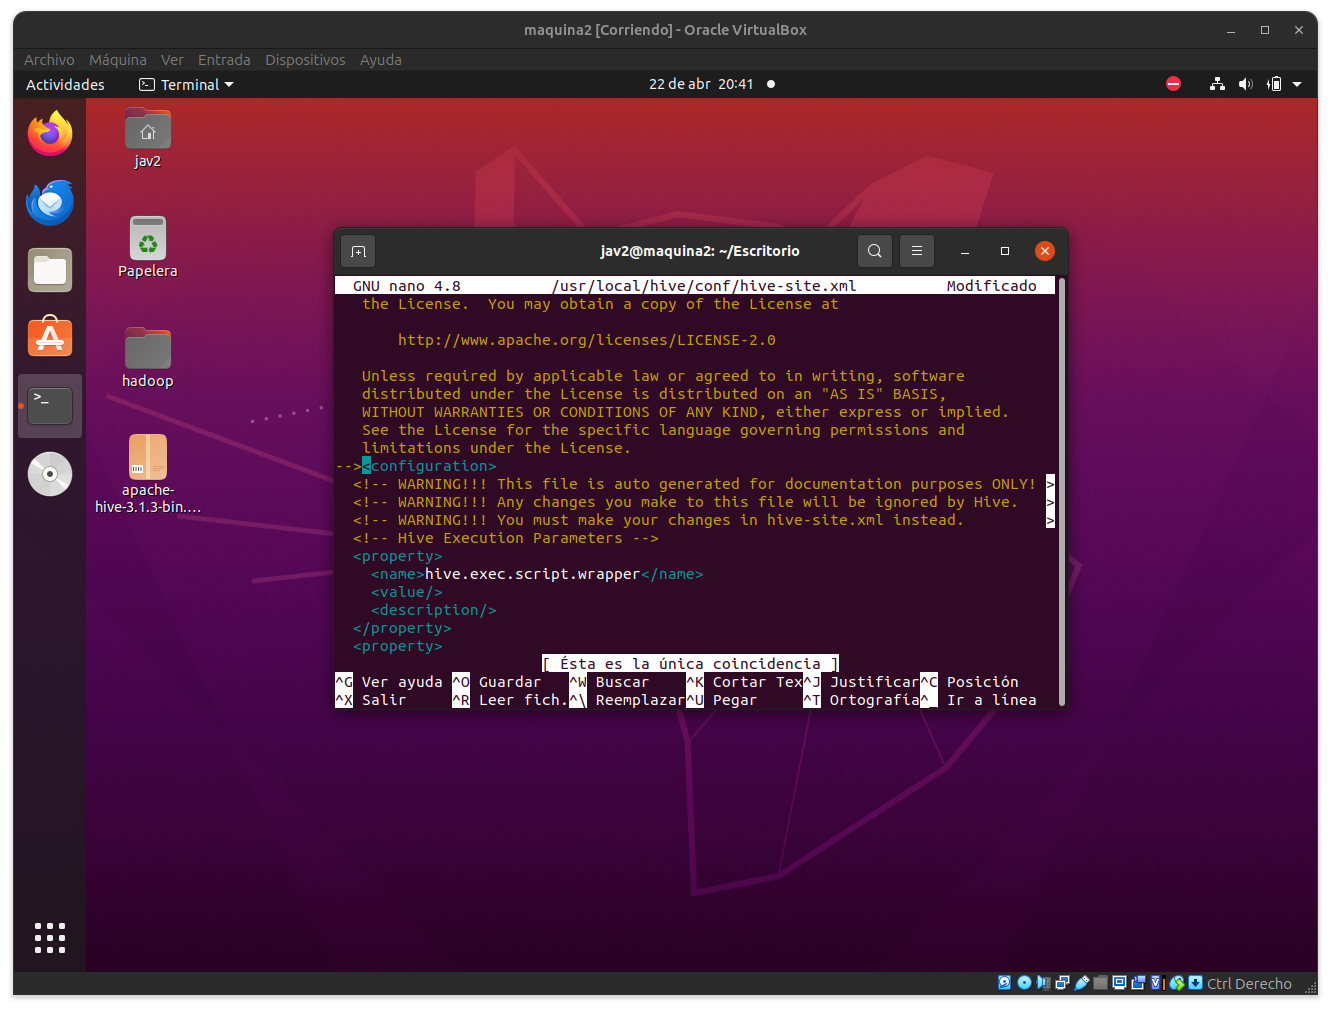 maquina2 [Corriendo] - Oracle VirtualBox
Archivo Máquina Ver Entrada Dispositivos Ayuda
Actividades Terminal 22 de abr 20:41
jav2
Papelera
hadoop
apache-
hive-3.1.3-bin....
jav2@maquina2: ~/Escritorio
GNU nano 4.8 /usr/local/hive/conf/hive-site.xml Modificado
the License.  You may obtain a copy of the License at
http://www.apache.org/licenses/LICENSE-2.0
Unless required by applicable law or agreed to in writing, software
distributed under the License is distributed on an "AS IS" BASIS,
WITHOUT WARRANTIES OR CONDITIONS OF ANY KIND, either express or implied.
See the License for the specific language governing permissions and
limitations under the License.
--><configuration>
<!-- WARNING!!! This file is auto generated for documentation purposes ONLY! >
<!-- WARNING!!! Any changes you make to this file will be ignored by Hive. >
<!-- WARNING!!! You must make your changes in hive-site.xml instead. >
<!-- Hive Execution Parameters -->
<property>
<name>hive.exec.script.wrapper</name>
<value/>
<description/>
</property>
<property>
[ Ésta es la única coincidencia ]
^G Ver ayuda ^O Guardar ^W Buscar ^K Cortar Tex^J Justificar^C Posición
^X Salir ^R Leer fich.^\ Reemplazar^U Pegar ^T Ortografía^_ Ir a línea
Ctrl Derecho